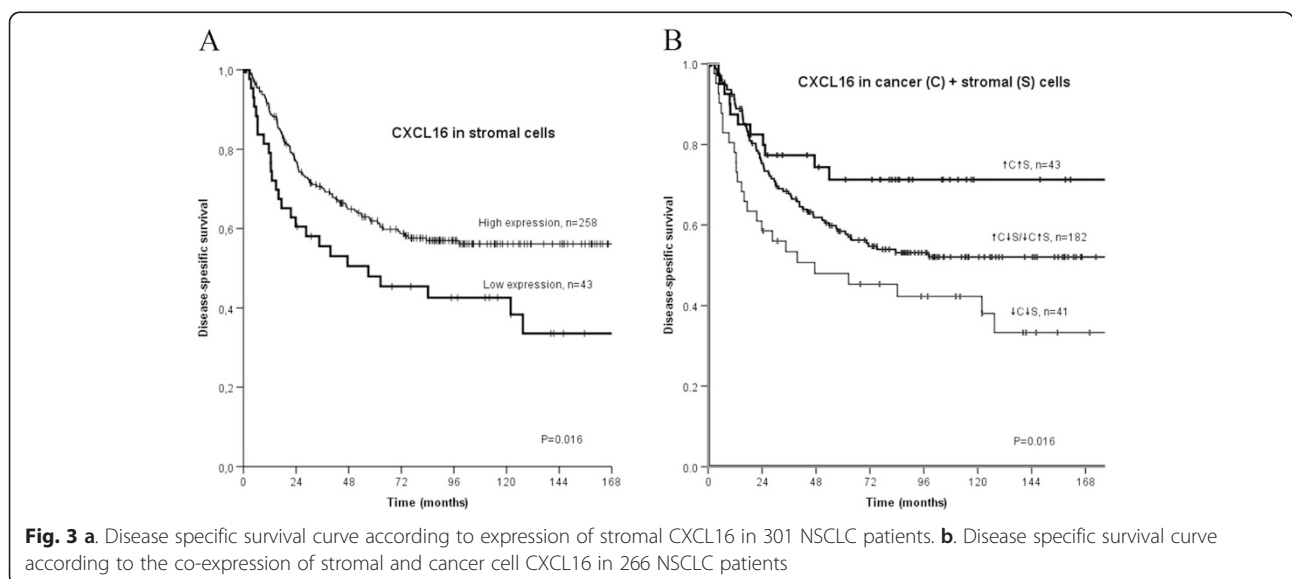 A
B
1,0
0,8
0,6
0,4
0,2
0,0
Disease-spesific survival
CXCL16 in stromal cells
High expression, n=258
Low expression, n=43
P=0.016
0 24 48 72 96 120 144 168
Time (months)
1.0
0.8
0.6
0.4
0.2
0.0
Disease-spesific survival
CXCL16 in cancer (C) + stromal (S) cells
↑C↑S, n=43
↑C↓S/↓C↑S, n=182
↓C↓S, n=41
P=0.016
0 24 48 72 96 120 144 168
Time (months)
Fig. 3 a. Disease specific survival curve according to expression of stromal CXCL16 in 301 NSCLC patients. b. Disease specific survival curve
according to the co-expression of stromal and cancer cell CXCL16 in 266 NSCLC patients